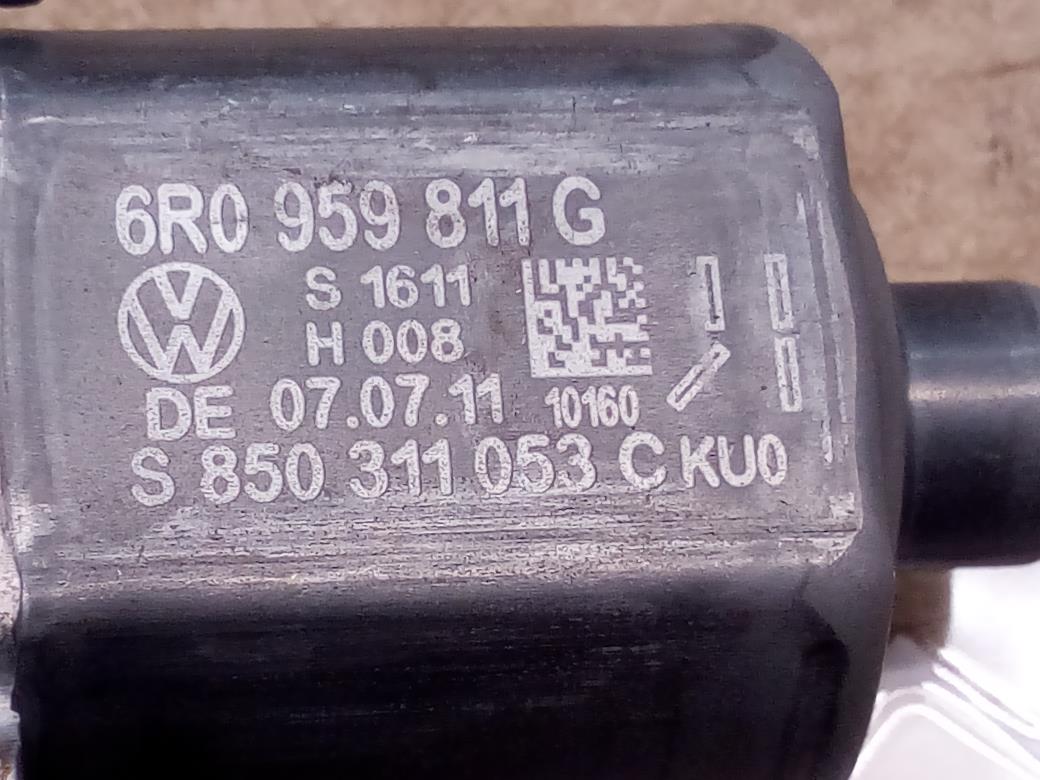 6R0 959 811 G
S 1611
H 008
DE 07.07.11 10160
S 850 311 053 C KU0